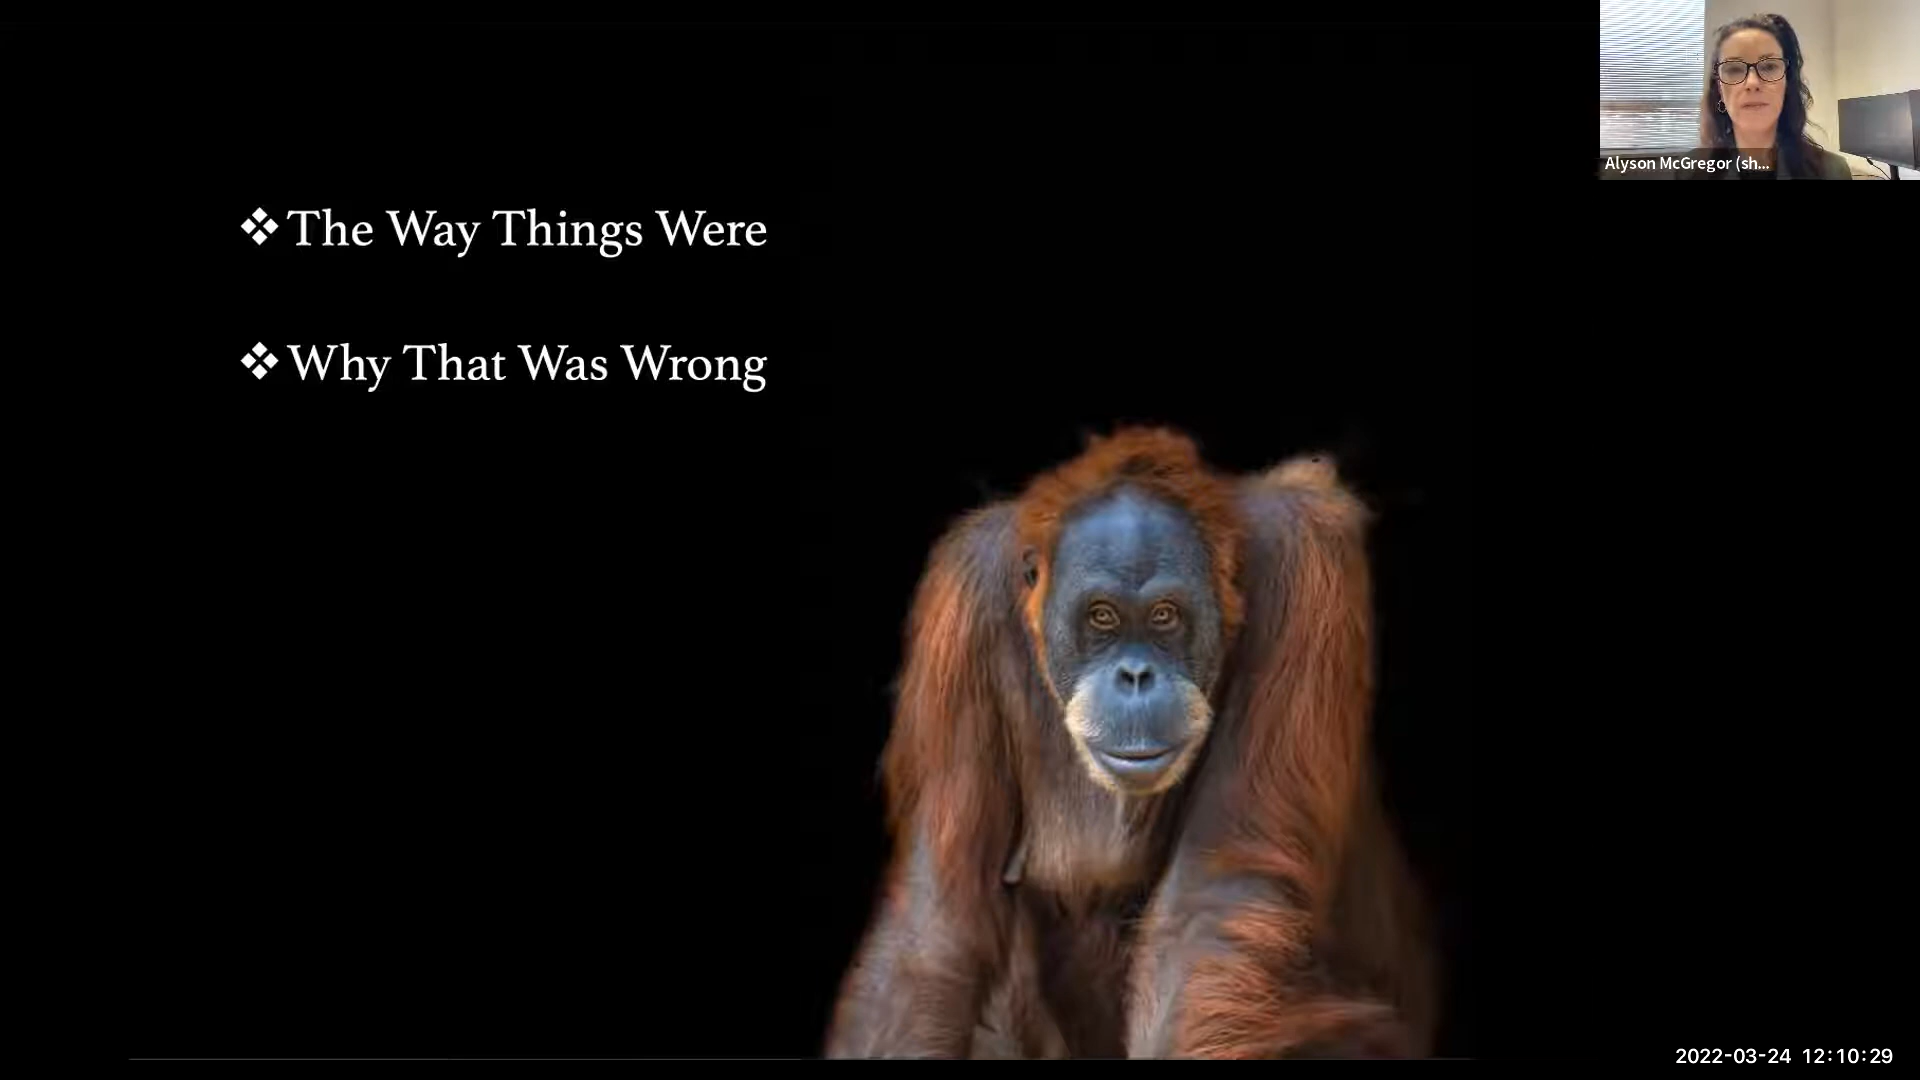 ❖ The Way Things Were
❖ Why That Was Wrong
Alyson McGregor (sh...
2022-03-24 12:10:29